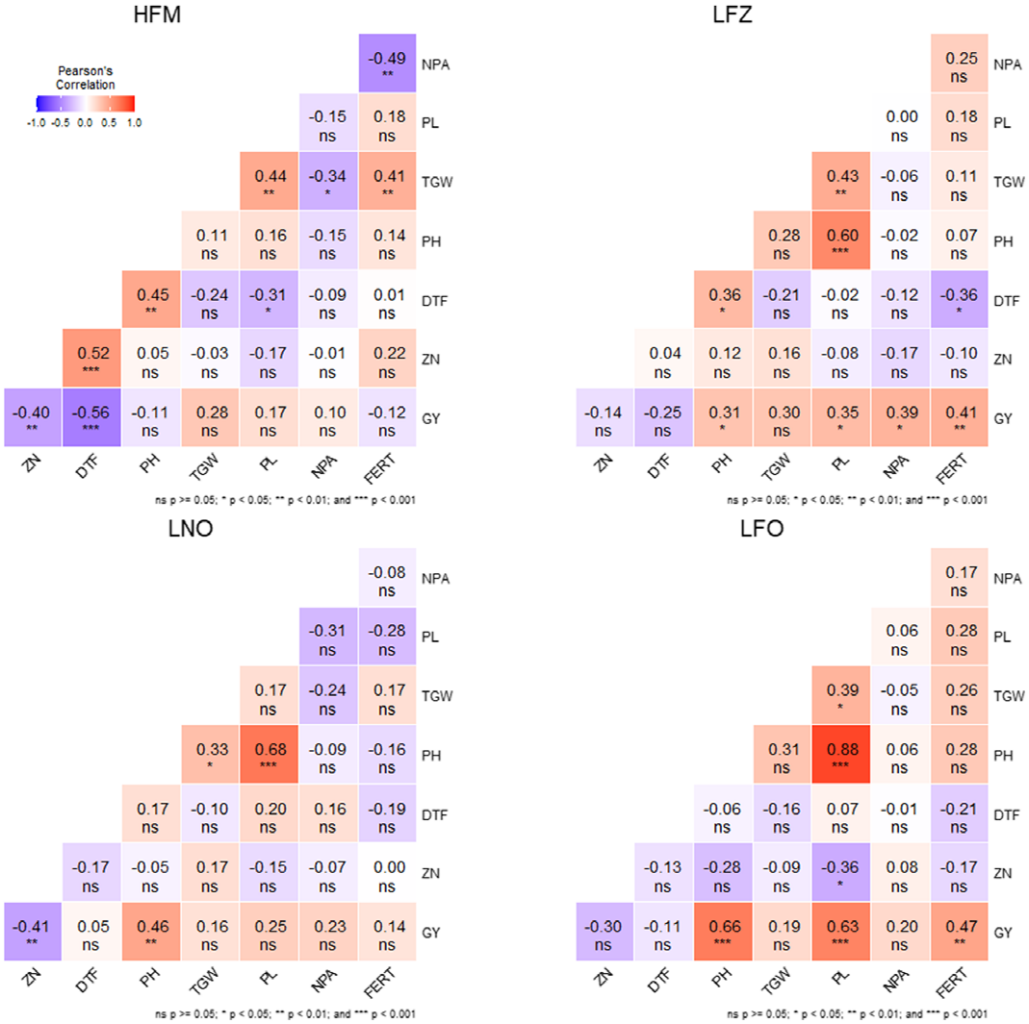 HFM
Pearson's
Correlation
-1.0 -0.5 0.0 0.5 1.0
-0.49 NPA
**
-0.15 0.18 PL
ns ns
0.44 -0.34 0.41 TGW
** * **
0.11 0.16 -0.15 0.14 PH
ns ns ns ns
0.45 -0.24 -0.31 -0.09 0.01 DTF
** ns * ns ns
0.52 0.05 -0.03 -0.17 -0.01 0.22 ZN
*** ns ns ns ns ns
-0.40 -0.56 -0.11 0.28 0.17 0.10 -0.12 GY
** *** ns ns ns ns ns
ZN DTF PH TGW PL NPA FERT
ns p >= 0.05; * p < 0.05; ** p < 0.01; and *** p < 0.001
LFZ
0.25 NPA
ns
0.00 0.18 PL
ns ns
0.43 -0.06 0.11 TGW
** ns ns
0.28 0.60 -0.02 0.07 PH
ns *** ns ns
0.36 -0.21 -0.02 -0.12 -0.36 DTF
* ns ns ns *
0.04 0.12 0.16 -0.08 -0.17 -0.10 ZN
ns ns ns ns ns ns
-0.14 -0.25 0.31 0.30 0.35 0.39 0.41 GY
ns ns * ns * * **
ZN DTF PH TGW PL NPA FERT
ns p >= 0.05; * p < 0.05; ** p < 0.01; and *** p < 0.001
LNO
-0.08 NPA
ns
-0.31 -0.28 PL
ns ns
0.17 -0.24 0.17 TGW
ns ns ns
0.33 0.68 -0.09 -0.16 PH
* *** ns ns
0.17 -0.10 0.20 0.16 -0.19 DTF
ns ns ns ns ns
-0.17 -0.05 0.17 -0.15 -0.07 0.00 ZN
ns ns ns ns ns ns
-0.41 0.05 0.46 0.16 0.25 0.23 0.14 GY
** ns ** ns ns ns ns
ZN DTF PH TGW PL NPA FERT
ns p >= 0.05; * p < 0.05; ** p < 0.01; and *** p < 0.001
LFO
0.17 NPA
ns
0.06 0.28 PL
ns ns
0.39 -0.05 0.26 TGW
* ns ns
0.31 0.88 0.06 0.28 PH
ns *** ns ns
-0.06 -0.16 0.07 -0.01 -0.21 DTF
ns ns ns ns ns
-0.13 -0.28 -0.09 -0.36 0.08 -0.17 ZN
ns ns ns * ns ns
-0.30 -0.11 0.66 0.19 0.63 0.20 0.47 GY
ns ns *** ns *** ns **
ZN DTF PH TGW PL NPA FERT
ns p >= 0.05; * p < 0.05; ** p < 0.01; and *** p < 0.001